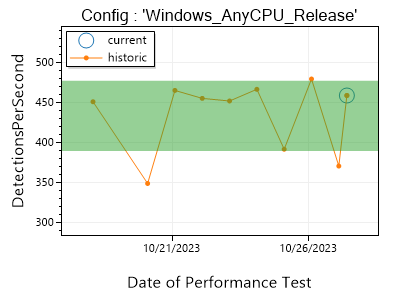 Config : 'Windows_AnyCPU_Release'
current
historic
DetectionsPerSecond
500
450
400
350
300
10/21/2023
10/26/2023
Date of Performance Test